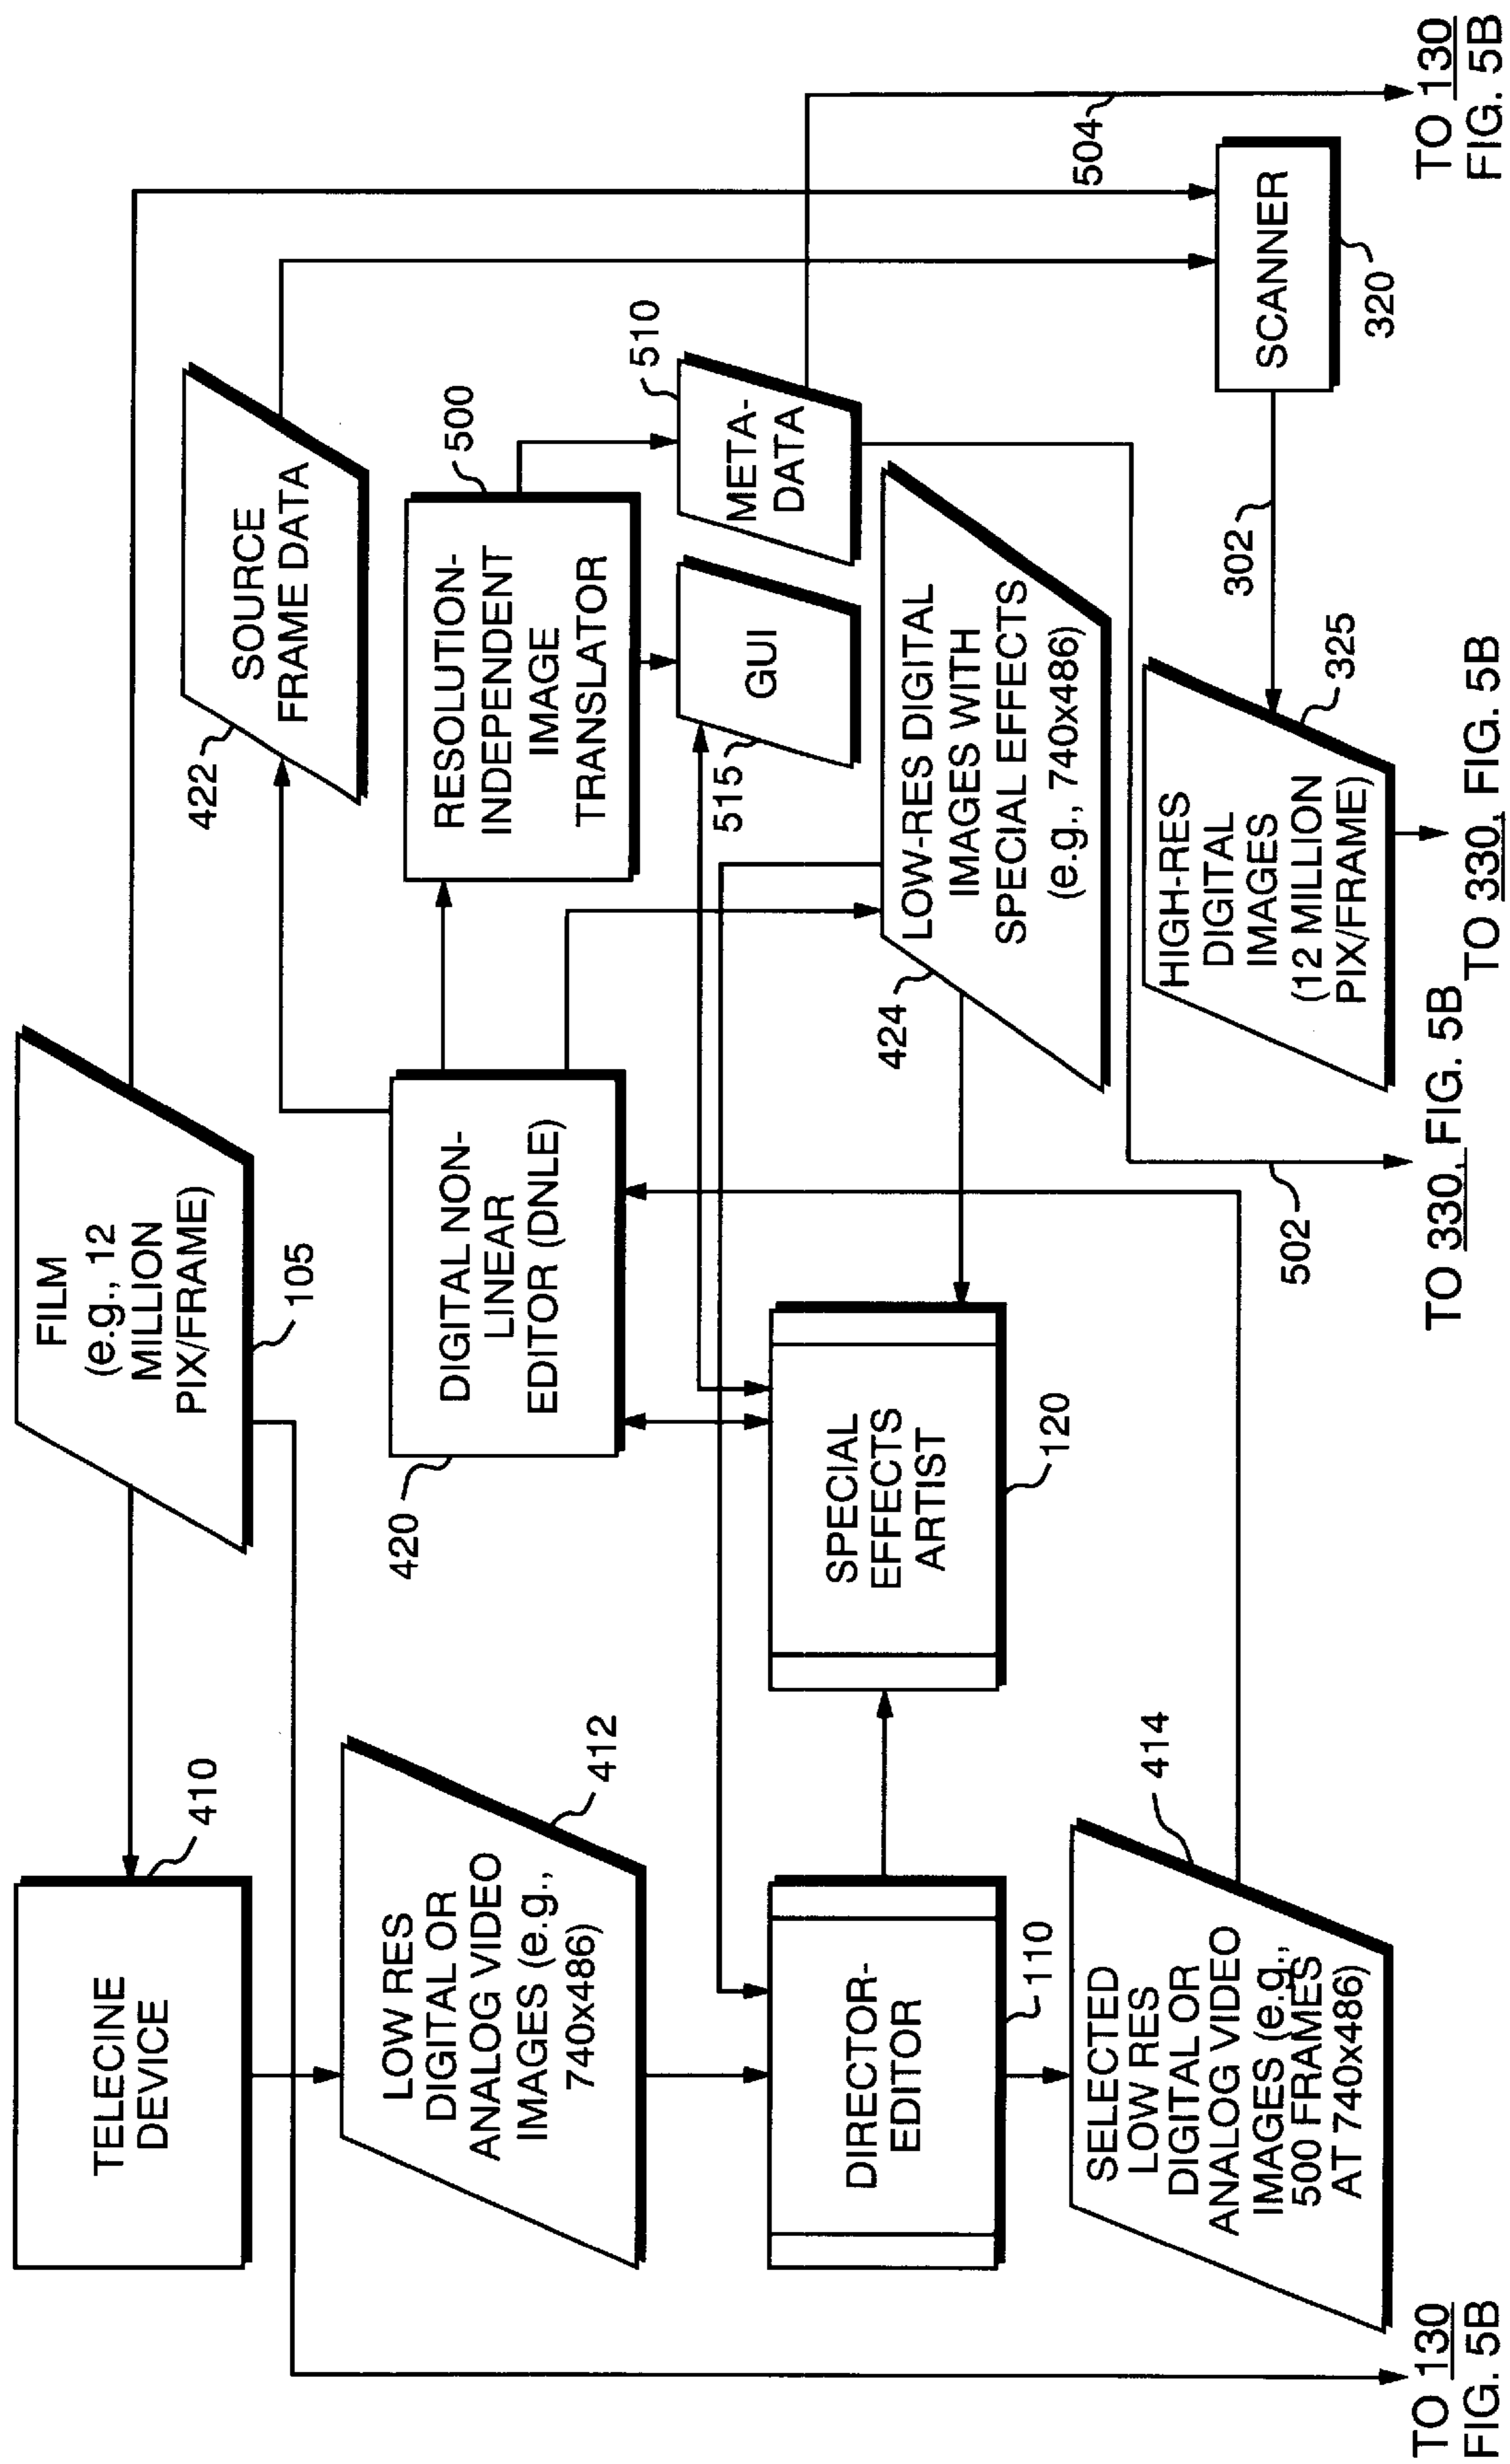 FILM
(e.g., 12
MILLION
PIX/FRAME)
105
TELECINE
DEVICE
410
LOW RES
DIGITAL OR
ANALOG VIDEO
IMAGES (e.g.,
740x486)
412
DIGITAL NON-
LINEAR
EDITOR (DNLE)
420
SOURCE
FRAME DATA
422
RESOLUTION-
INDEPENDENT
IMAGE
TRANSLATOR
500
DIRECTOR-
EDITOR
110
SPECIAL
EFFECTS
ARTIST
120
GUI
515
META-
DATA
510
LOW-RES DIGITAL
IMAGES WITH
SPECIAL EFFECTS
(e.g., 740x486)
424
504
SELECTED
LOW RES
DIGITAL OR
ANALOG VIDEO
IMAGES (e.g.,
500 FRAMES
AT 740x486)
414
HIGH-RES
DIGITAL
IMAGES
(12 MILLION
PIX/FRAME)
325
302
SCANNER
320
502
TO 130
FIG. 5B
TO 330, FIG. 5B
TO 330, FIG. 5B
TO 130
FIG. 5B